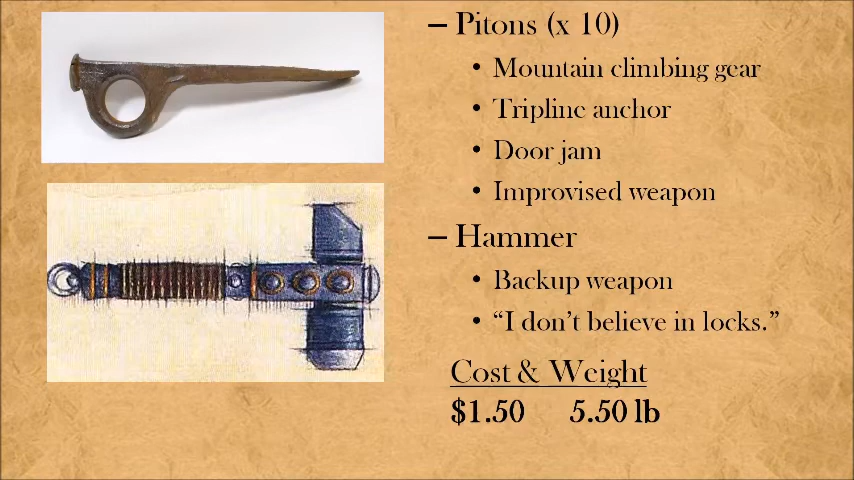 – Pitons (x 10)
• Mountain climbing gear
• Tripline anchor
• Door jam
• Improvised weapon
– Hammer
• Backup weapon
• “I don’t believe in locks.”
Cost & Weight
$1.50 5.50 lb